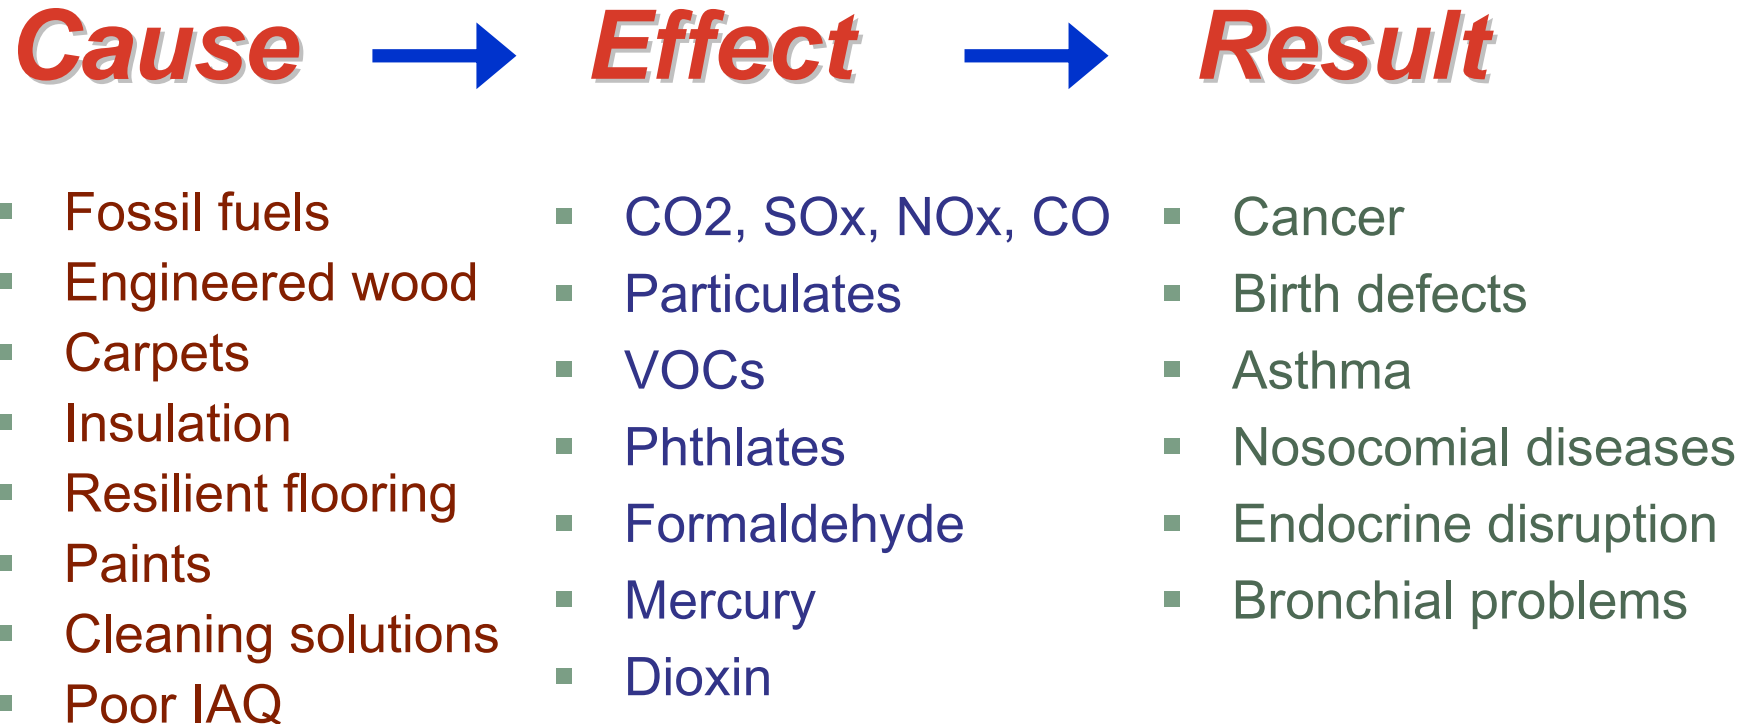 Cause
Effect
Result
Fossil fuels
Engineered wood
Carpets
Insulation
Resilient flooring
Paints
Cleaning solutions
Poor IAQ
CO2, SOx, NOx, CO
Particulates
VOCs
Phthlates
Formaldehyde
Mercury
Dioxin
Cancer
Birth defects
Asthma
Nosocomial diseases
Endocrine disruption
Bronchial problems